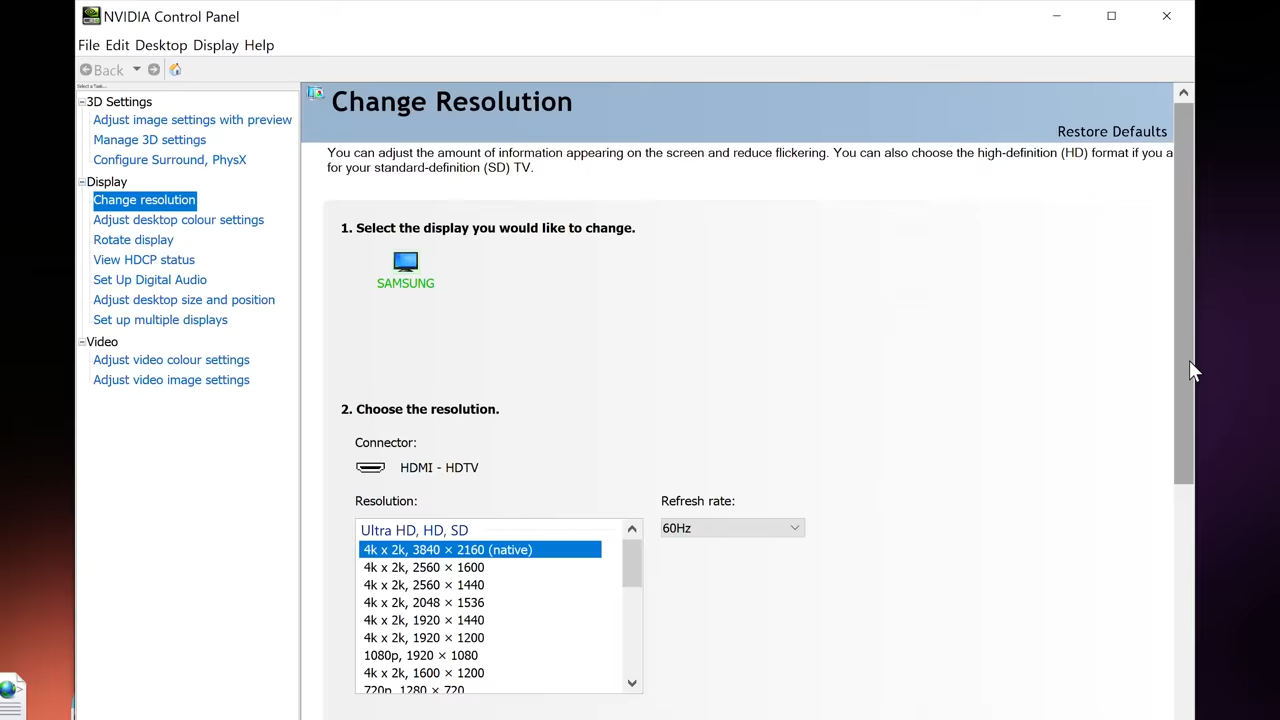 NVIDIA Control Panel
File Edit Desktop Display Help
Back
Select a Task...
3D Settings
Adjust image settings with preview
Manage 3D settings
Configure Surround, PhysX
Display
Change resolution
Adjust desktop colour settings
Rotate display
View HDCP status
Set Up Digital Audio
Adjust desktop size and position
Set up multiple displays
Video
Adjust video colour settings
Adjust video image settings
Change Resolution
Restore Defaults
You can adjust the amount of information appearing on the screen and reduce flickering. You can also choose the high-definition (HD) format if you a
for your standard-definition (SD) TV.
1. Select the display you would like to change.
SAMSUNG
2. Choose the resolution.
Connector:
HDMI - HDTV
Resolution:
Refresh rate:
Ultra HD, HD, SD
60Hz
4k x 2k, 3840 × 2160 (native)
4k x 2k, 2560 × 1600
4k x 2k, 2560 × 1440
4k x 2k, 2048 × 1536
4k x 2k, 1920 × 1440
4k x 2k, 1920 × 1200
1080p, 1920 × 1080
4k x 2k, 1600 × 1200
720p, 1280 × 720